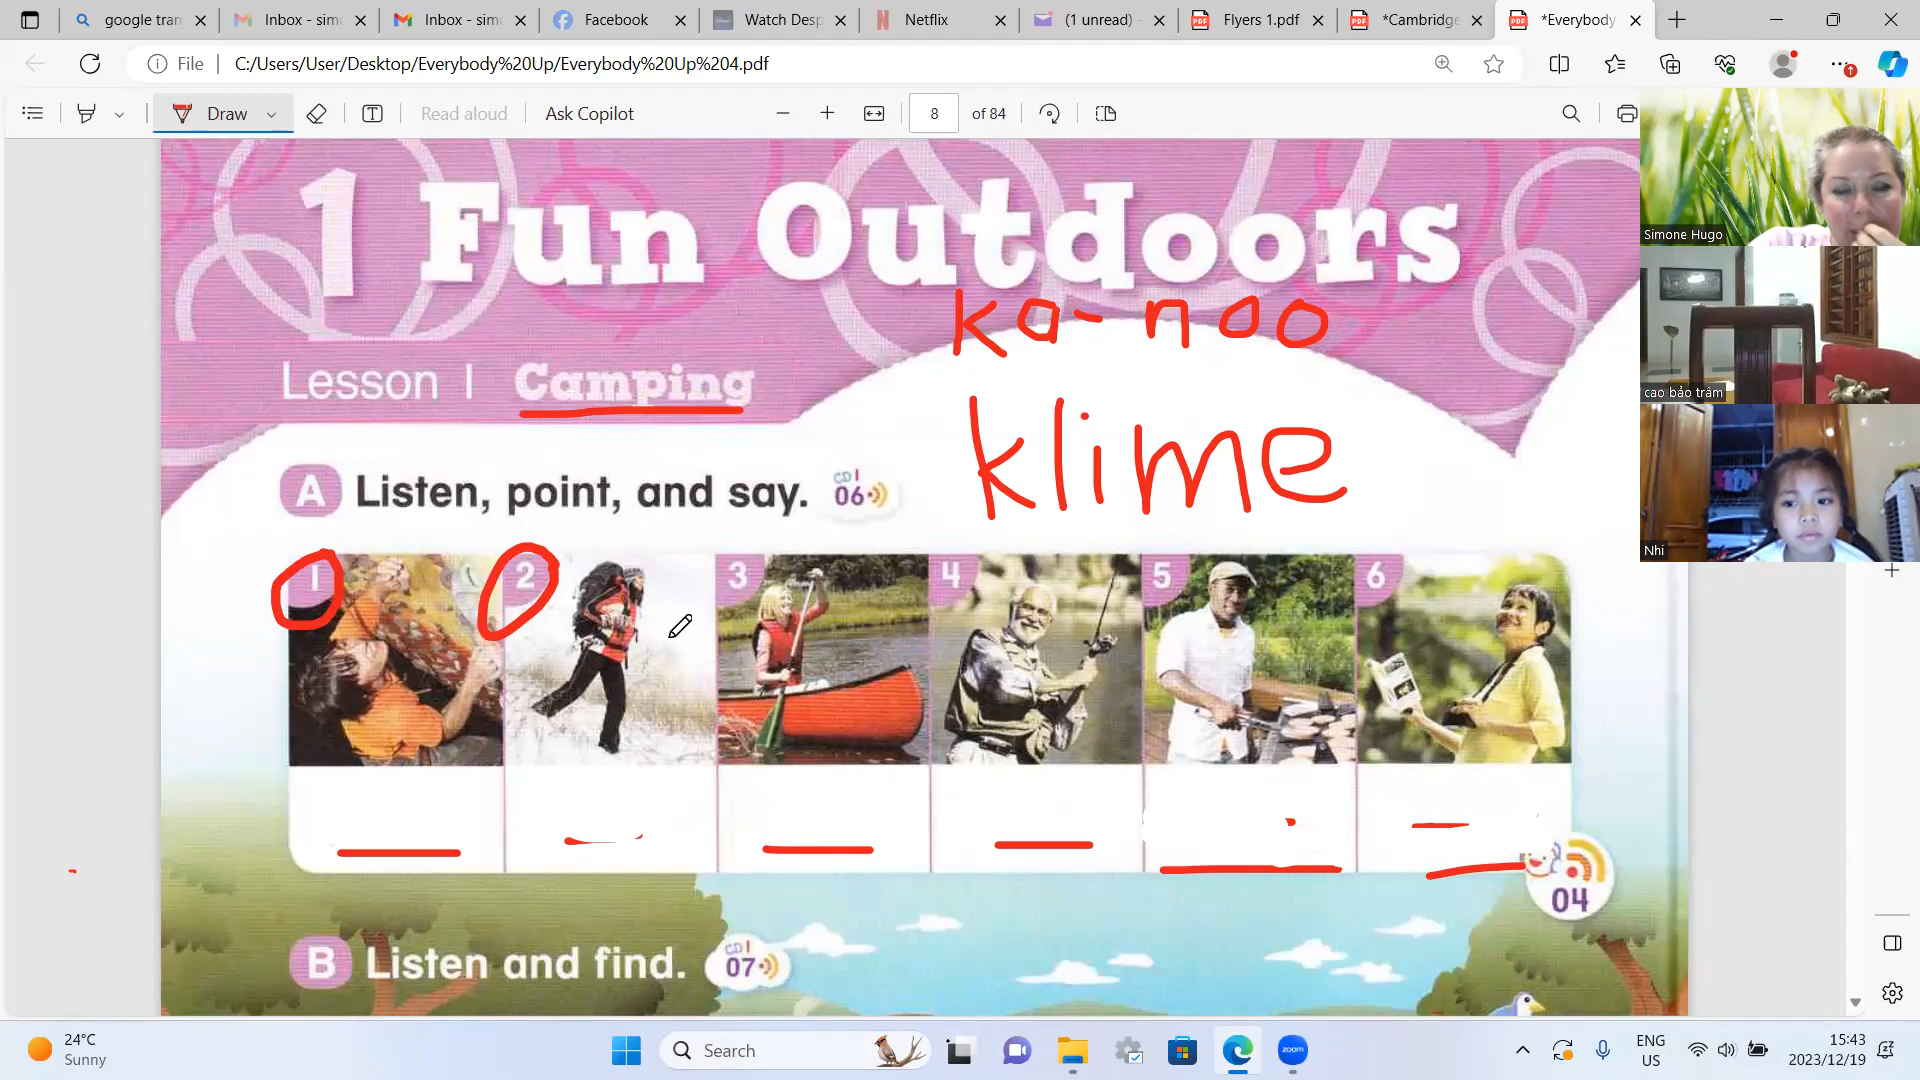 google tran
Inbox - simo
Inbox - simo
Facebook
Watch Desp
Netflix
(1 unread) -
Flyers 1.pdf
*Cambridge
*Everybody
File
C:/Users/User/Desktop/Everybody%20Up/Everybody%20Up%204.pdf
Draw
Read aloud
Ask Copilot
8
of 84
1 Fun Outdoors
ka-noo
Lesson 1 Camping
klime
A Listen, point, and say. CD1 06
1 2 3 4 5 6
04
B Listen and find. CD1 07
Simone Hugo
cao bảo trâm
Nhi
24°C
Sunny
Search
zoom
ENG
US
15:43
2023/12/19